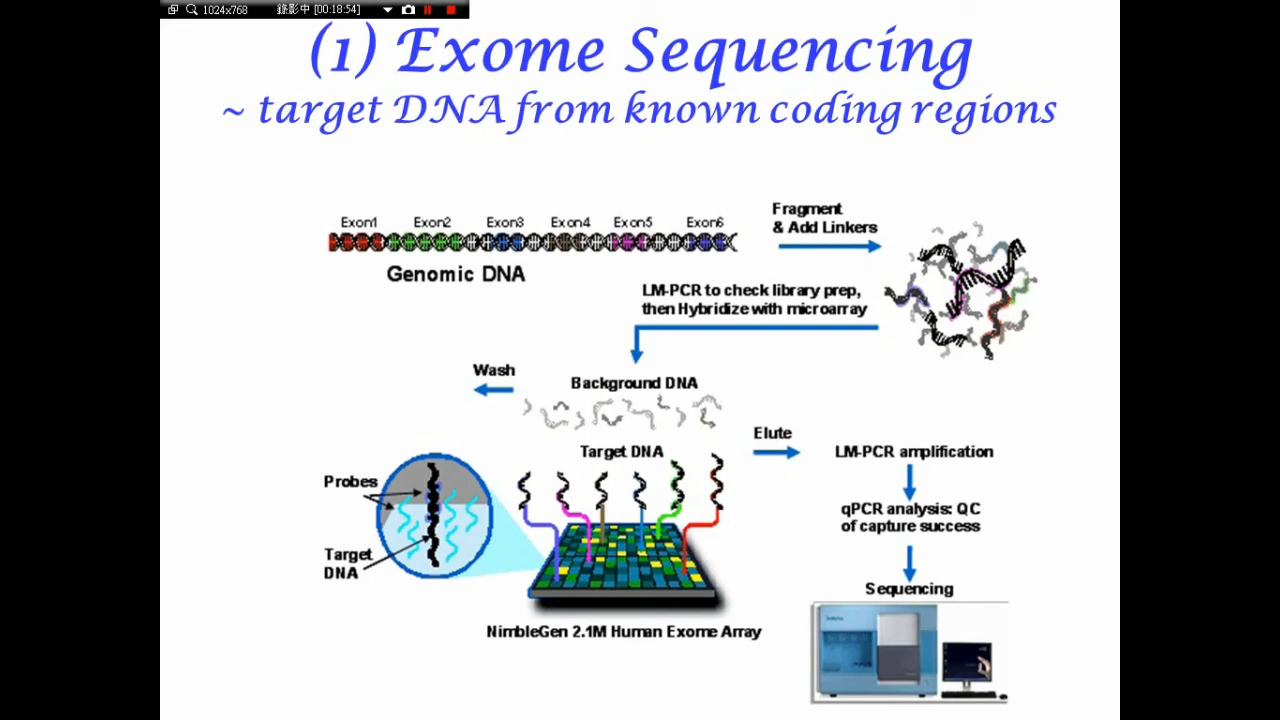 1024x768 錄影中 [00:18:54]
(1) Exome Sequencing
~ target DNA from known coding regions
Exon1 Exon2 Exon3 Exon4 Exon5 Exon6
Genomic DNA
Fragment
& Add Linkers
LM-PCR to check library prep,
then Hybridize with microarray
Wash
Background DNA
Target DNA
Elute
LM-PCR amplification
qPCR analysis: QC
of capture success
Sequencing
Probes
Target
DNA
NimbleGen 2.1M Human Exome Array